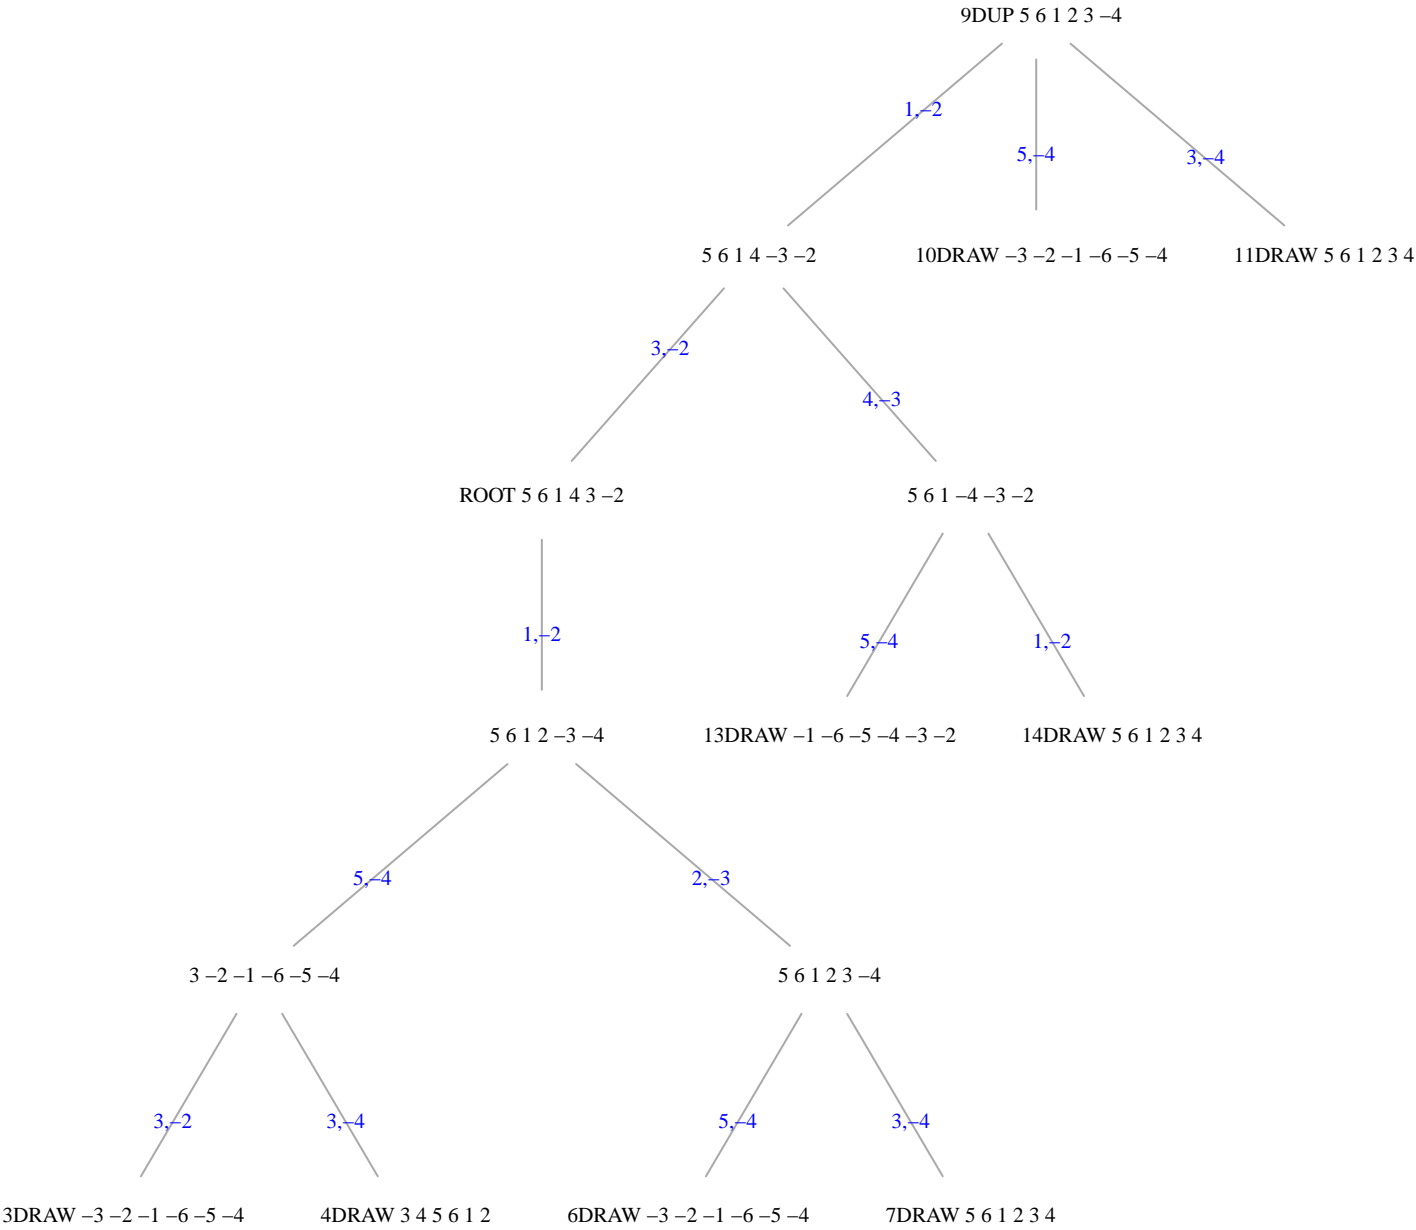 9DUP 5 6 1 2 3 –4
1,–2
5,–4
3,–4
5 6 1 4 –3 –2
10DRAW –3 –2 –1 –6 –5 –4
11DRAW 5 6 1 2 3 4
3,–2
4,–3
ROOT 5 6 1 4 3 –2
5 6 1 –4 –3 –2
1,–2
5,–4
1,–2
5 6 1 2 –3 –4
13DRAW –1 –6 –5 –4 –3 –2
14DRAW 5 6 1 2 3 4
5,–4
2,–3
3 –2 –1 –6 –5 –4
5 6 1 2 3 –4
3,–2
3,–4
5,–4
3,–4
3DRAW –3 –2 –1 –6 –5 –4
4DRAW 3 4 5 6 1 2
6DRAW –3 –2 –1 –6 –5 –4
7DRAW 5 6 1 2 3 4